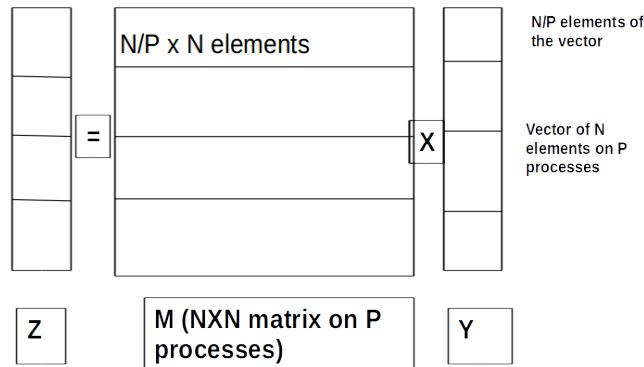 N/P x N elements
N/P elements of
the vector
=
X
Vector of N
elements on P
processes
Z
M (NXN matrix on P
processes)
Y